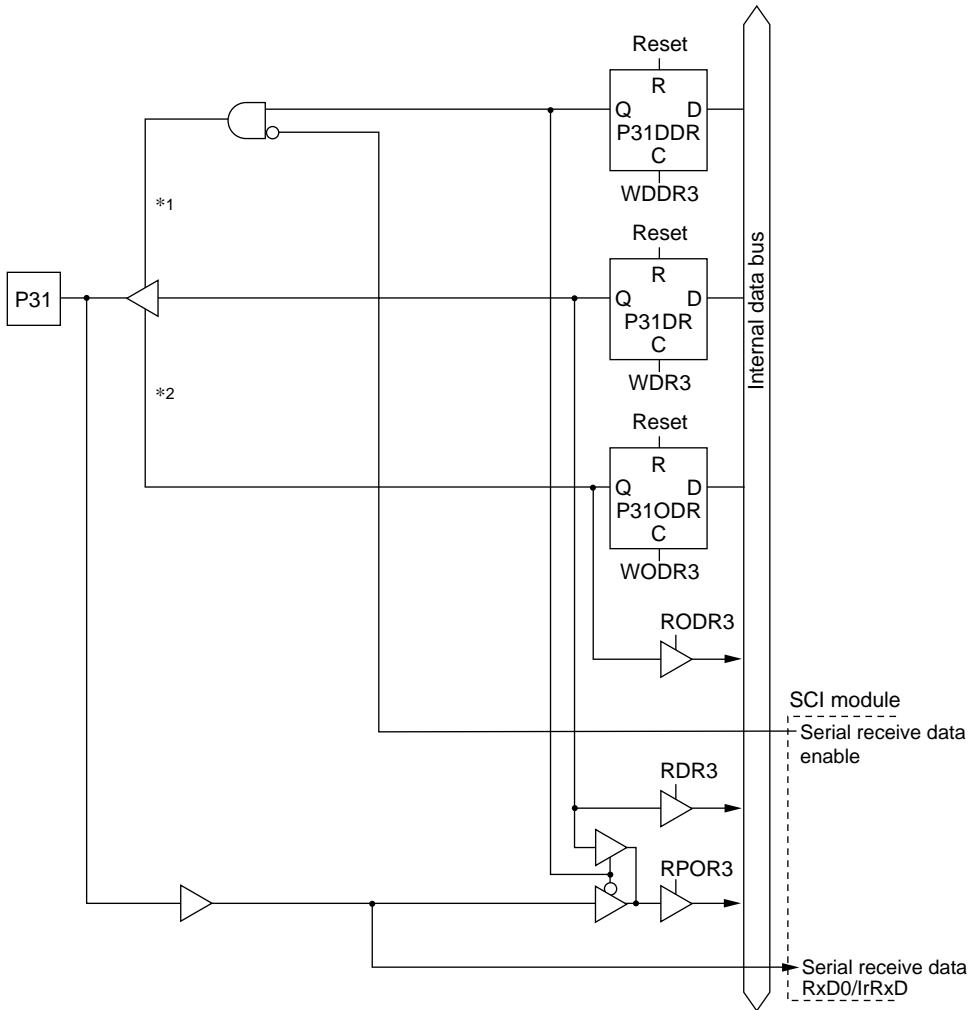 Reset
R
Q D
P31DDR
C
WDDR3
*1
Reset
R
P31
Q D
P31DR
C
WDR3
Internal data bus
*2
Reset
R
Q D
P31ODR
C
WODR3
RODR3
SCI module
Serial receive data
enable
RDR3
RPOR3
Serial receive data
RxD0/IrRxD